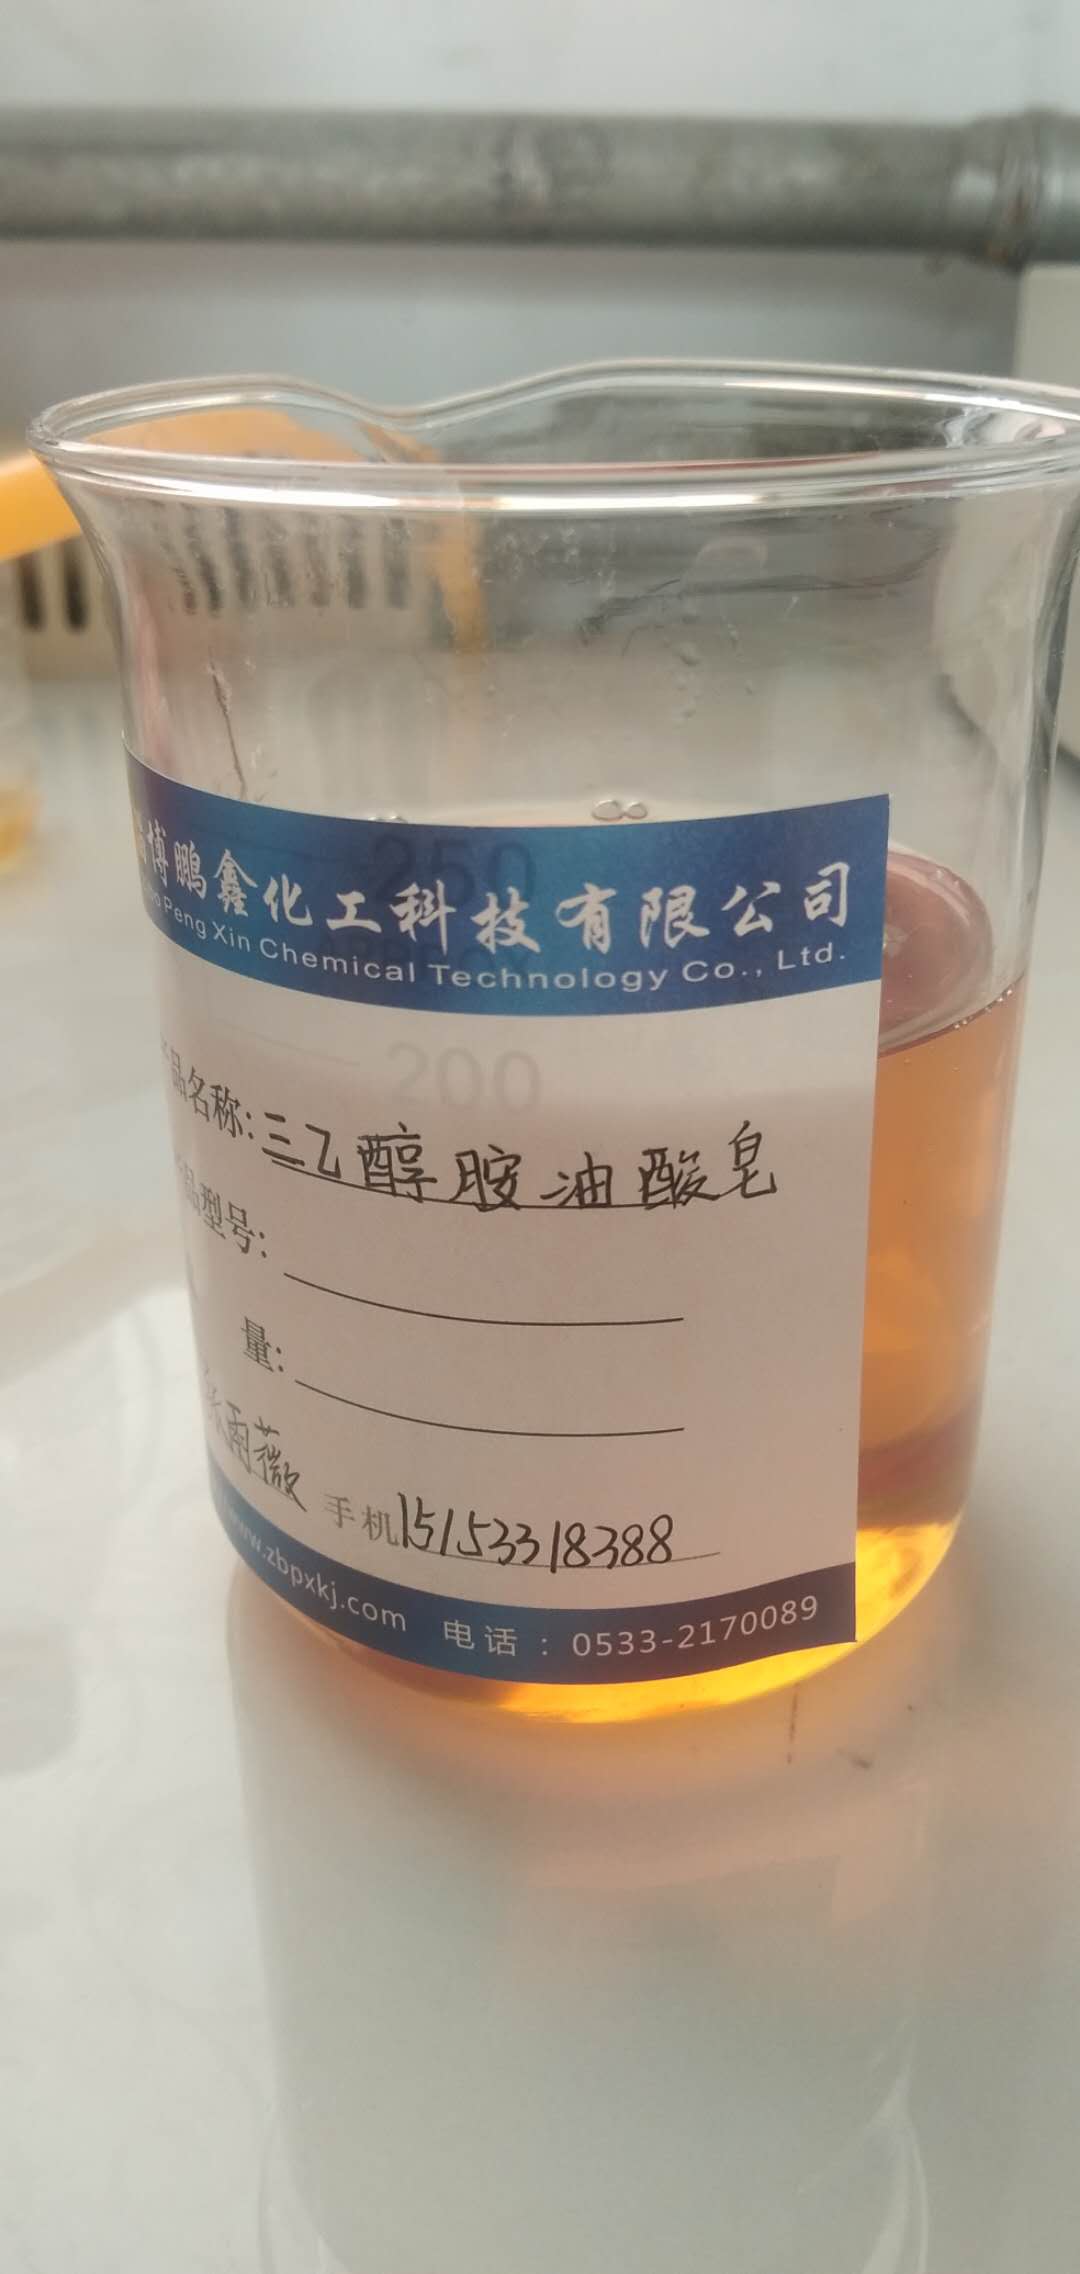 博鹏鑫化工科技有限公司
Peng Xin Chemical Technology Co., Ltd.
250
APPROX
200
品名称:三乙醇胺油酸皂
品型号:
量:
雨薇 手机15153318388
www.zbpxkj.com 电话:0533-2170089